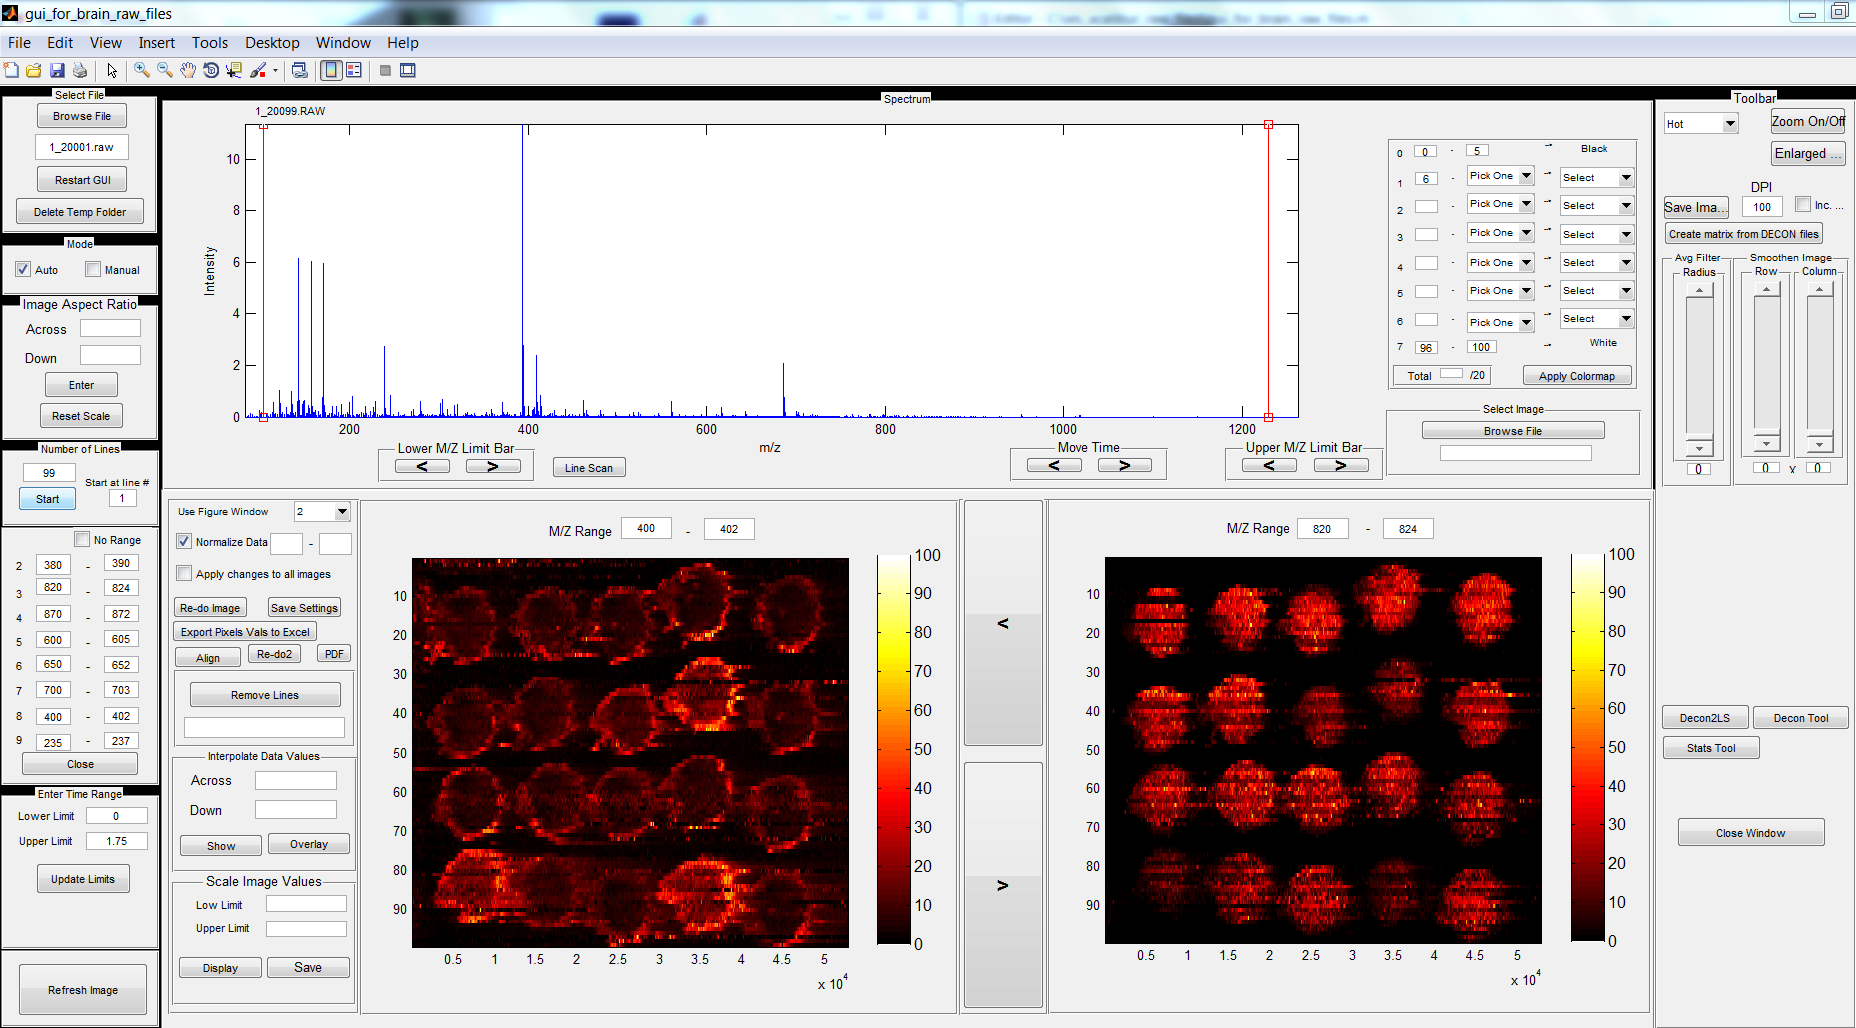 gui_for_brain_raw_files
File Edit View Insert Tools Desktop Window Help
Select File
Browse File
1_20001.raw
Restart GUI
Delete Temp Folder
Mode
Auto Manual
Image Aspect Ratio
Across
Down
Enter
Reset Scale
Number of Lines
99
Start at line #
Start 1
No Range
2 380 - 390
3 820 - 824
4 870 - 872
5 600 - 605
6 650 - 652
7 700 - 703
8 400 - 402
9 235 - 237
Close
Enter Time Range
Lower Limit 0
Upper Limit 1.75
Update Limits
Refresh Image
Spectrum
1_20099.RAW
Intensity
10
8
6
4
2
0
200 400 600 800 1000 1200
m/z
Lower M/Z Limit Bar
< >
Line Scan
Move Time
< >
Upper M/Z Limit Bar
< >
0 0 - 5 → Black
1 6 - Pick One → Select
2 - Pick One → Select
3 - Pick One → Select
4 - Pick One → Select
5 - Pick One → Select
6 - Pick One → Select
7 96 - 100 → White
Total /20 Apply Colormap
Select Image
Browse File
Toolbar
Hot
Zoom On/Off
Enlarged ...
DPI
Save Ima... 100 Inc. ...
Create matrix from DECON files
Avg Filter Smoothen Image
Radius Row Column
0 0 x 0
Decon2LS Decon Tool
Stats Tool
Close Window
Use Figure Window 2
Normalize Data -
Apply changes to all images
Re-do Image Save Settings
Export Pixels Vals to Excel
Align Re-do2 PDF
Remove Lines
Interpolate Data Values
Across
Down
Show Overlay
Scale Image Values
Low Limit
Upper Limit
Display Save
M/Z Range 400 - 402
10
20
30
40
50
60
70
80
90
0.5 1 1.5 2 2.5 3 3.5 4 4.5 5
x 10^4
100
90
80
70
60
50
40
30
20
10
0
<
>
M/Z Range 820 - 824
10
20
30
40
50
60
70
80
90
0.5 1 1.5 2 2.5 3 3.5 4 4.5 5
x 10^4
100
90
80
70
60
50
40
30
20
10
0